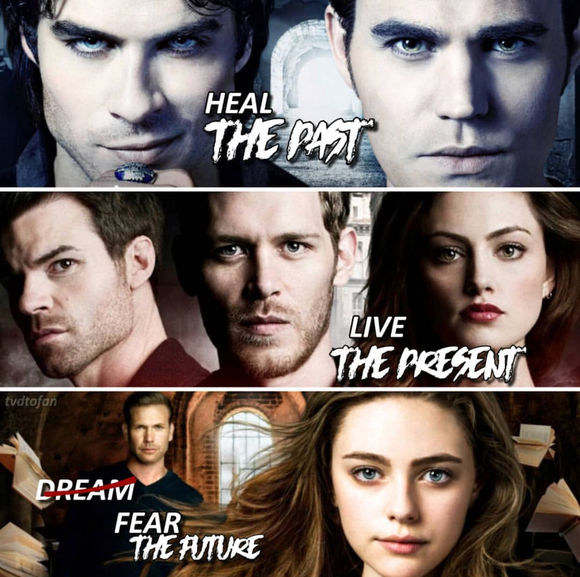 HEAL
THE PAST
LIVE
THE PRESENT
tvdtofan
DREAM
FEAR
THE FUTURE